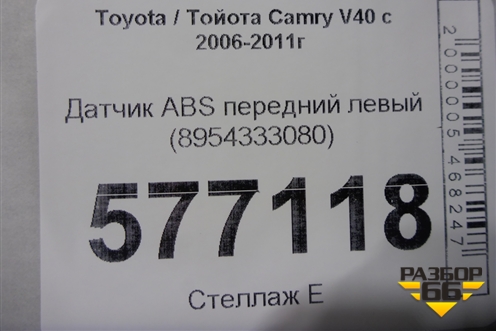 Toyota / Тойота Camry V40 с
2006-2011г
Датчик ABS передний левый
(8954333080)
577118
Стеллаж Е
2000005468247
РАЗБОР
66